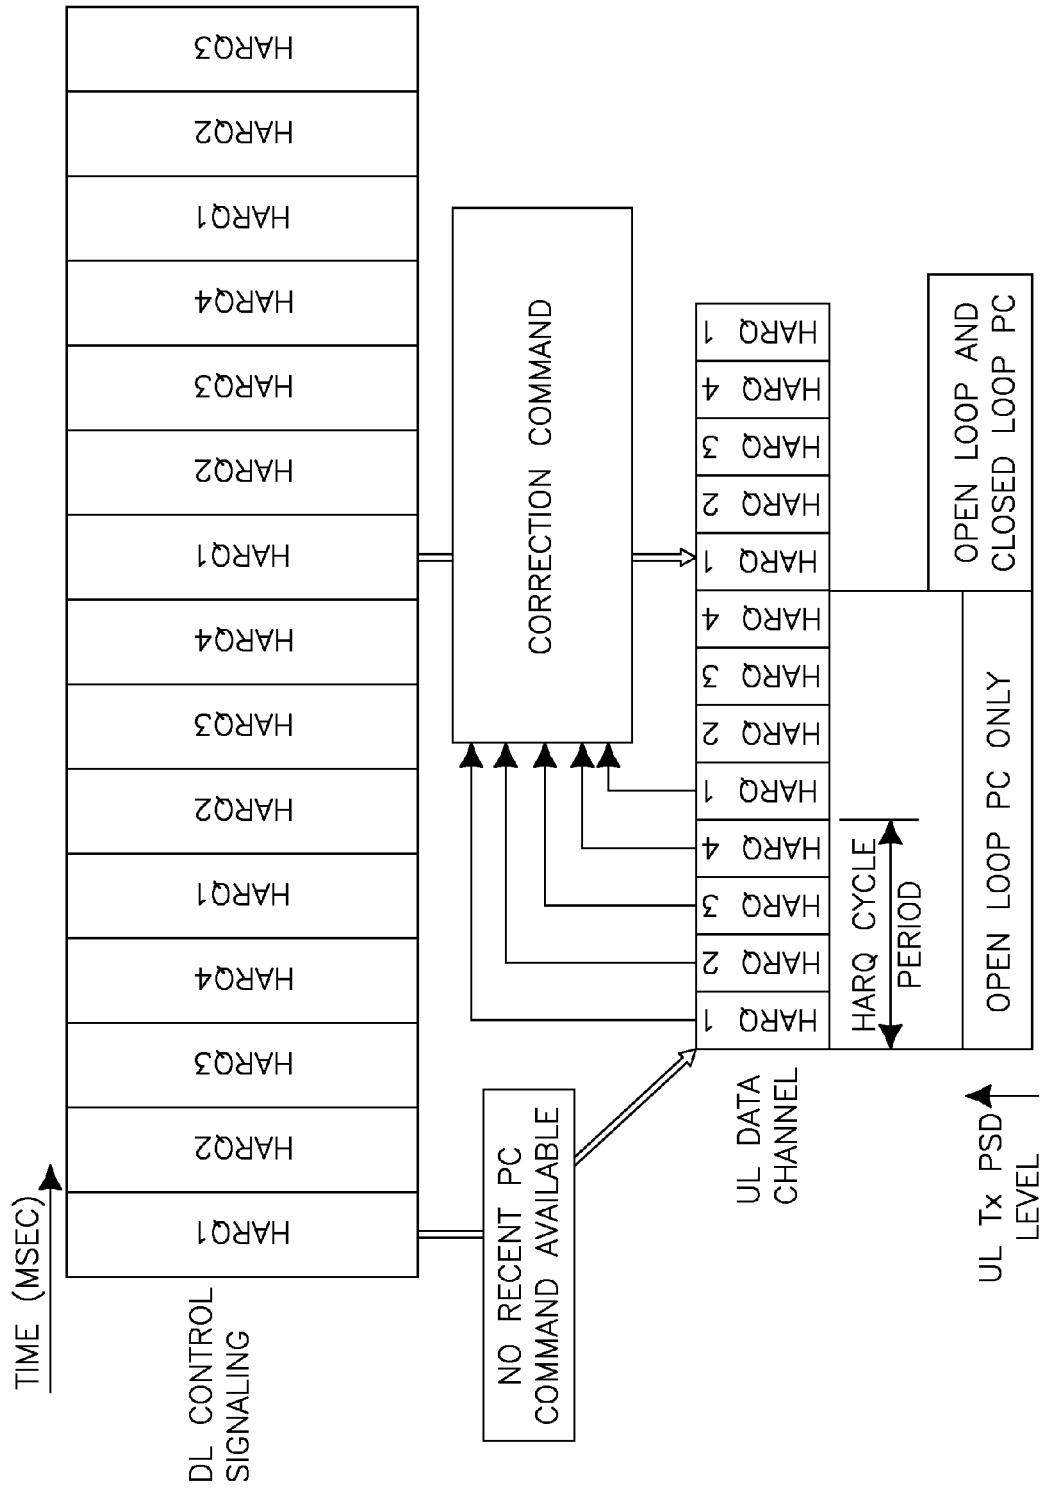 TIME (MSEC)
DL CONTROL
SIGNALING
HARQ1
HARQ2
HARQ3
HARQ4
HARQ1
HARQ2
HARQ3
HARQ4
HARQ1
HARQ2
HARQ3
HARQ4
HARQ1
HARQ2
HARQ3
NO RECENT PC
COMMAND AVAILABLE
CORRECTION COMMAND
UL DATA
CHANNEL
HARQ 1
HARQ 2
HARQ 3
HARQ 4
HARQ 1
HARQ 2
HARQ 3
HARQ 4
HARQ 1
HARQ 2
HARQ 3
HARQ 4
HARQ 1
HARQ CYCLE
PERIOD
UL Tx PSD
LEVEL
OPEN LOOP PC ONLY
OPEN LOOP AND
CLOSED LOOP PC